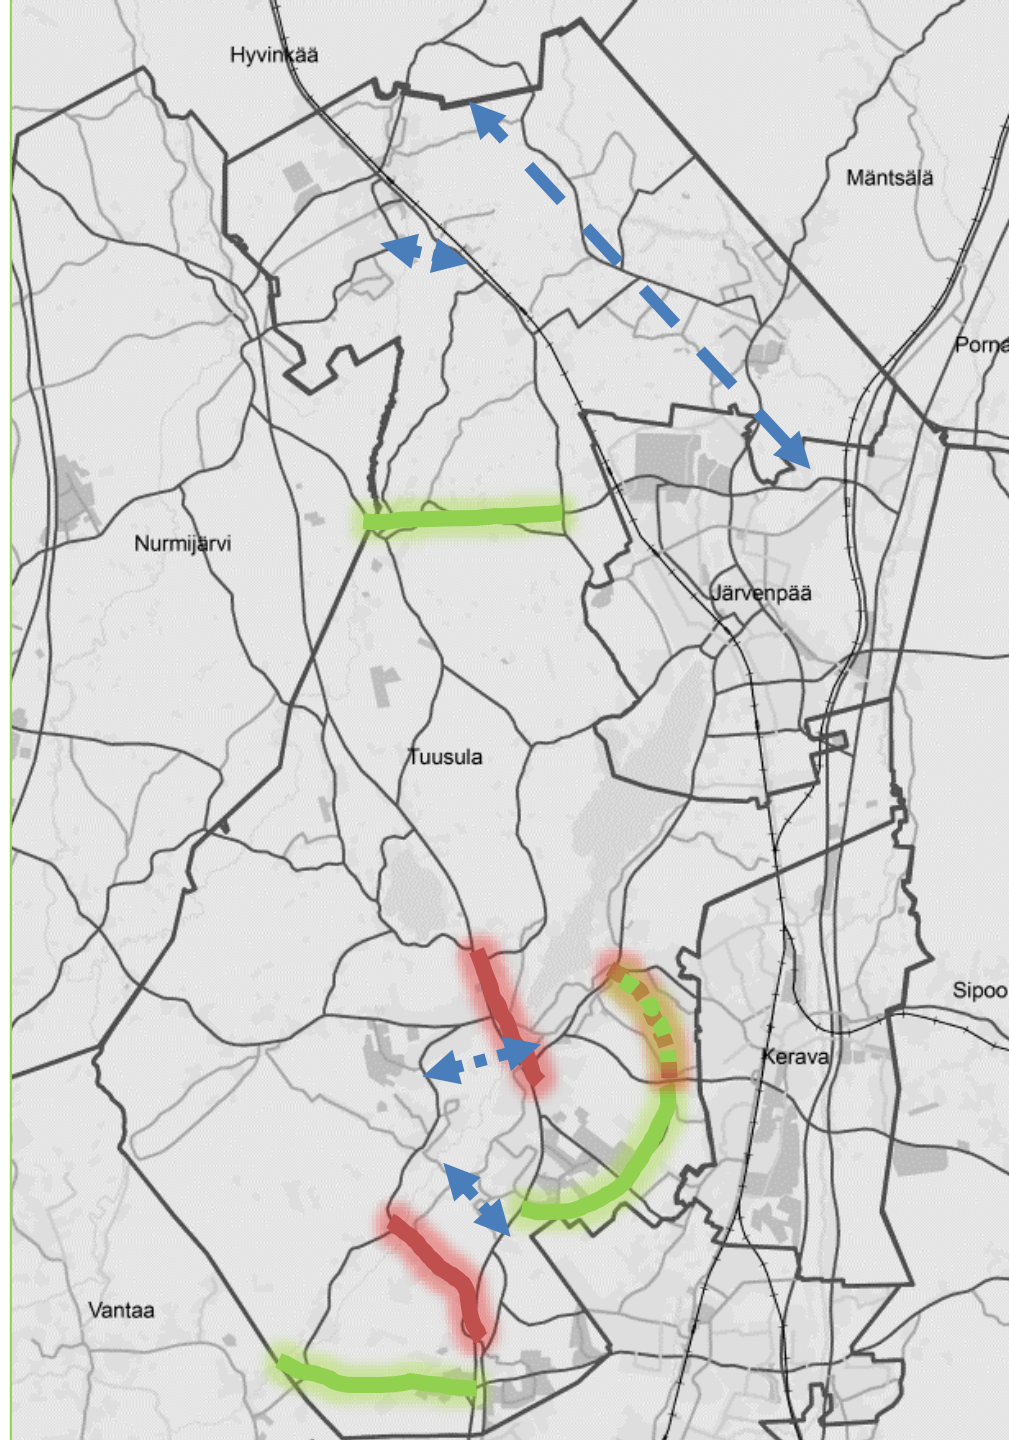 Hyvinkää
Mäntsälä
Porna
Nurmijärvi
Järvenpää
Tuusula
Sipoo
Kerava
Vantaa